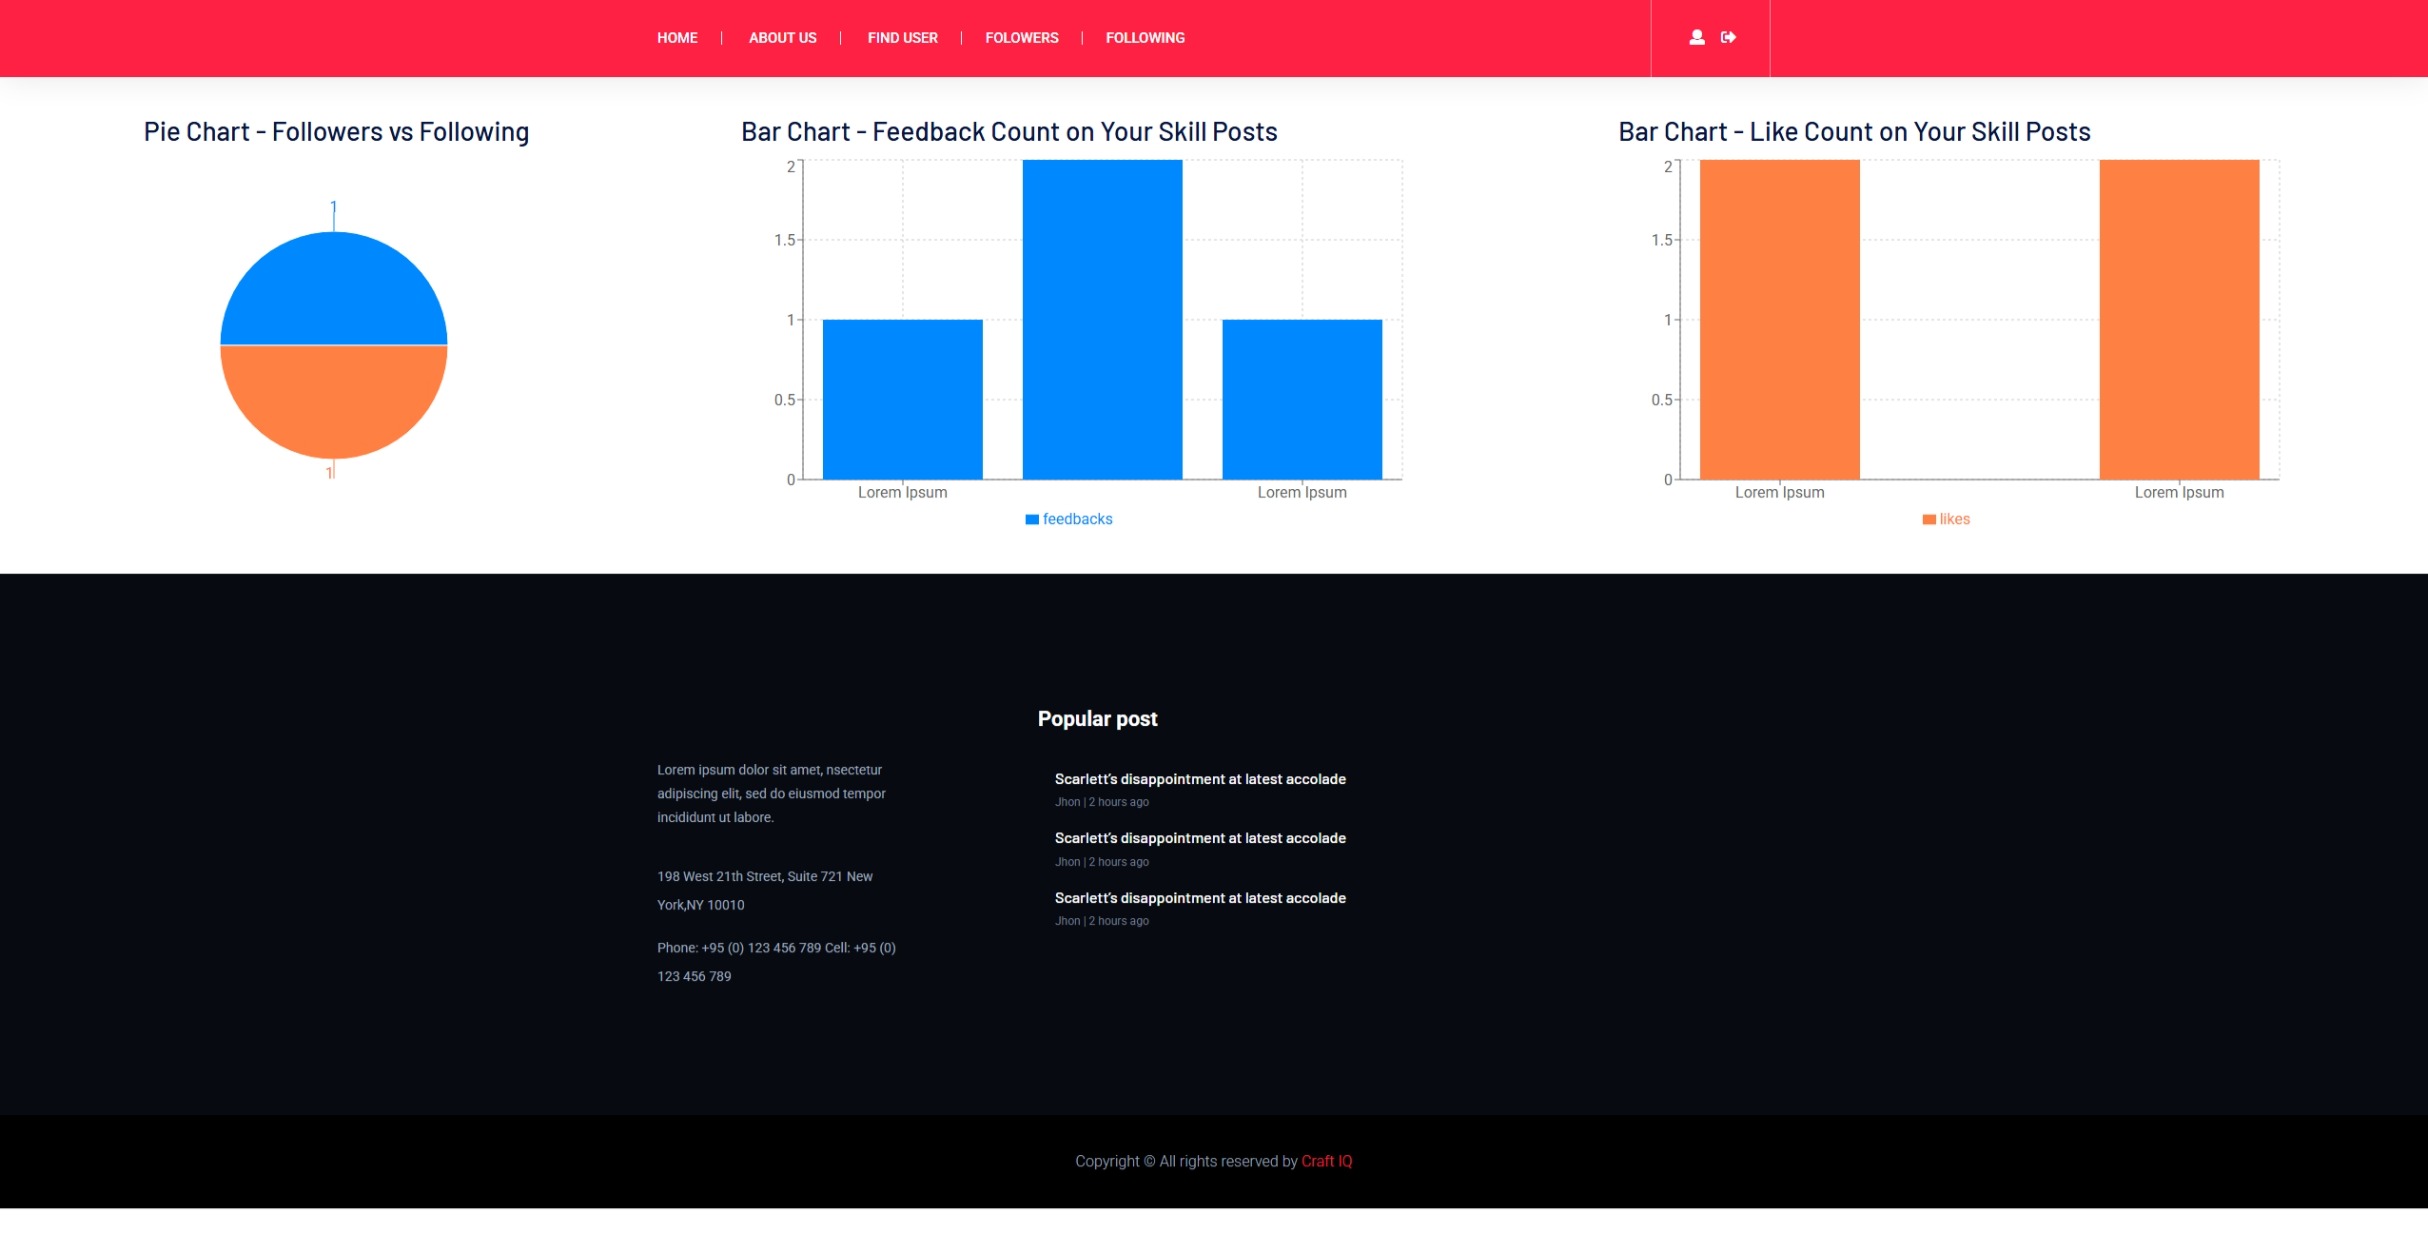 HOME | ABOUT US | FIND USER | FOLOWERS | FOLLOWING
Pie Chart - Followers vs Following
1
1
Bar Chart - Feedback Count on Your Skill Posts
2
1.5
1
0.5
0
Lorem Ipsum Lorem Ipsum
feedbacks
Bar Chart - Like Count on Your Skill Posts
2
1.5
1
0.5
0
Lorem Ipsum Lorem Ipsum
likes
Lorem ipsum dolor sit amet, nsectetur
adipiscing elit, sed do eiusmod tempor
incididunt ut labore.
198 West 21th Street, Suite 721 New
York,NY 10010
Phone: +95 (0) 123 456 789 Cell: +95 (0)
123 456 789
Popular post
Scarlett’s disappointment at latest accolade
Jhon | 2 hours ago
Scarlett’s disappointment at latest accolade
Jhon | 2 hours ago
Scarlett’s disappointment at latest accolade
Jhon | 2 hours ago
Copyright © All rights reserved by Craft IQ